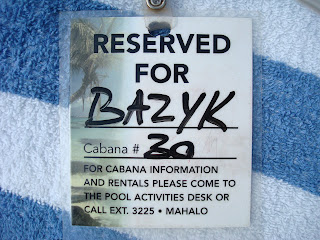 RESERVED
FOR
BAZYK
Cabana # 30
FOR CABANA INFORMATION
AND RENTALS PLEASE COME TO
THE POOL ACTIVITIES DESK OR
CALL EXT. 3225 • MAHALO